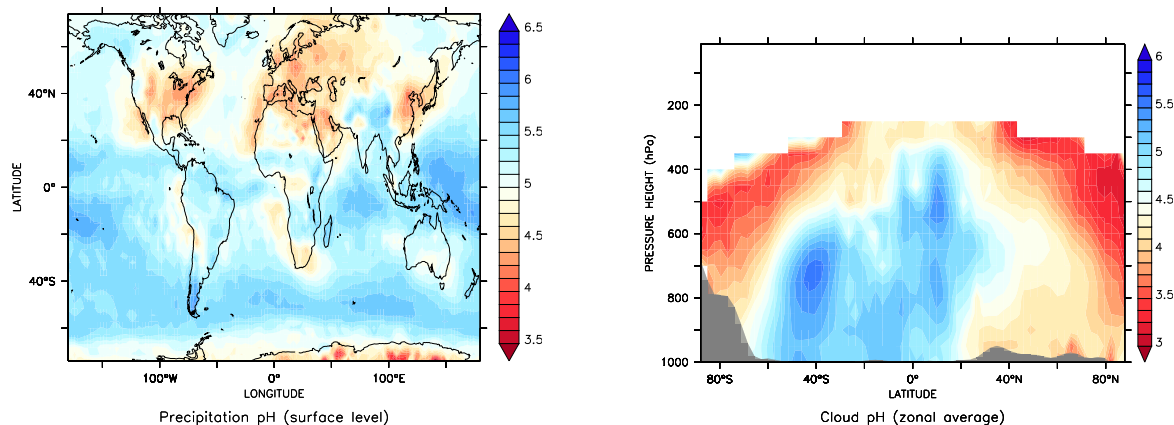 6.5
6
5.5
5
4.5
4
3.5
40°N
0°
40°S
LATITUDE
100°W
0°
100°E
LONGITUDE
Precipitation pH (surface level)
200
400
600
800
1000
PRESSURE HEIGHT (hPa)
80°S
40°S
0°
40°N
80°N
LATITUDE
Cloud pH (zonal average)
6
5.5
5
4.5
4
3.5
3